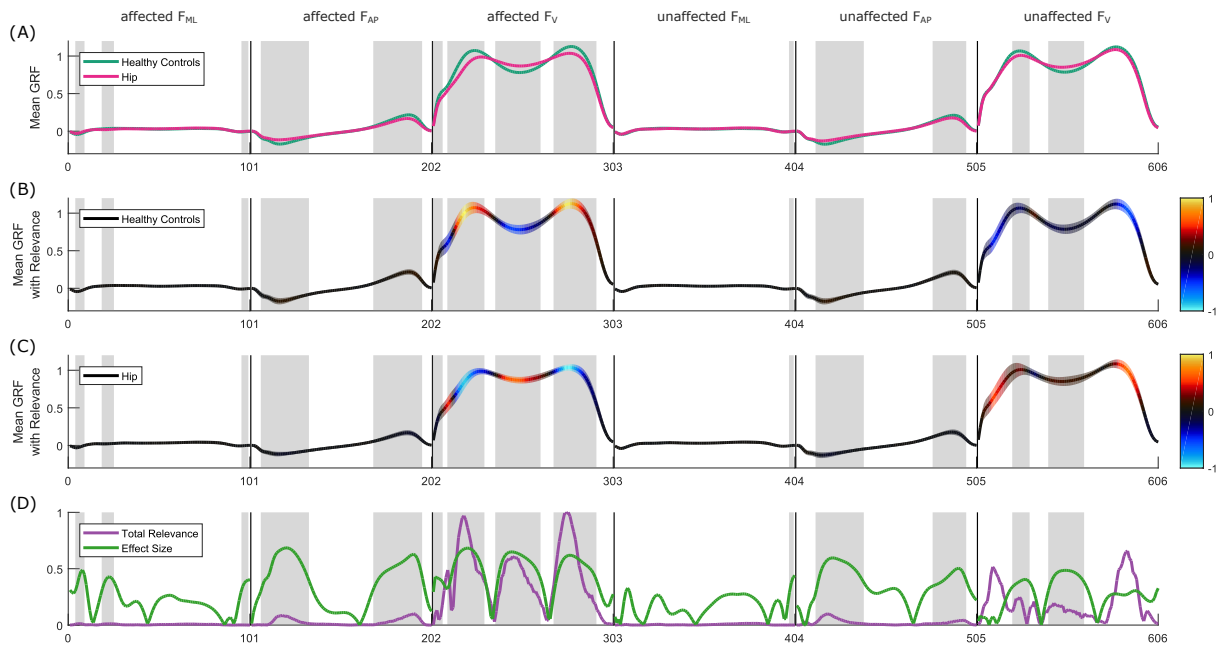 affected F_ML affected F_AP affected F_V unaffected F_ML unaffected F_AP unaffected F_V
(A)
Mean GRF
1
0.5
0
Healthy Controls
Hip
0 101 202 303 404 505 606
(B)
Mean GRF
with Relevance
1
0.5
0
Healthy Controls
0 101 202 303 404 505 606
1
0
-1
(C)
Mean GRF
with Relevance
1
0.5
0
Hip
0 101 202 303 404 505 606
1
0
-1
(D)
1
0.5
0
Total Relevance
Effect Size
0 101 202 303 404 505 606